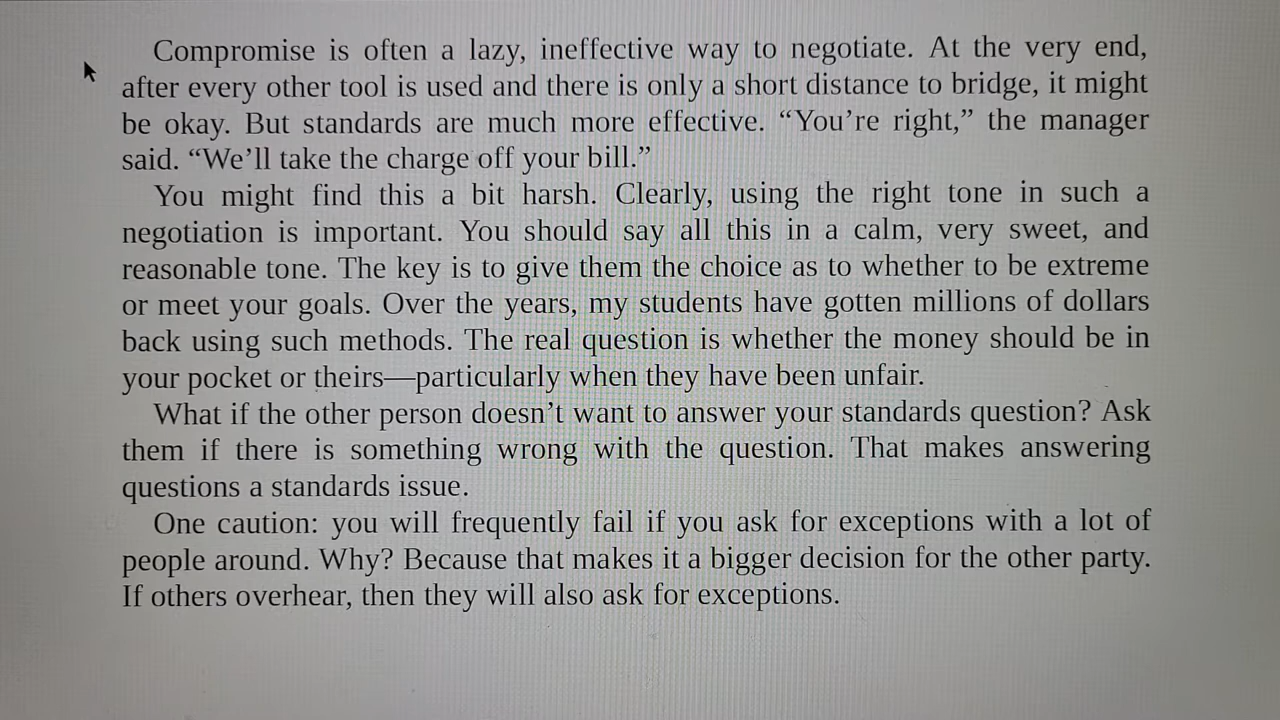 Compromise is often a lazy, ineffective way to negotiate. At the very end,
after every other tool is used and there is only a short distance to bridge, it might
be okay. But standards are much more effective. “You’re right,” the manager
said. “We’ll take the charge off your bill.”
You might find this a bit harsh. Clearly, using the right tone in such a
negotiation is important. You should say all this in a calm, very sweet, and
reasonable tone. The key is to give them the choice as to whether to be extreme
or meet your goals. Over the years, my students have gotten millions of dollars
back using such methods. The real question is whether the money should be in
your pocket or theirs—particularly when they have been unfair.
What if the other person doesn’t want to answer your standards question? Ask
them if there is something wrong with the question. That makes answering
questions a standards issue.
One caution: you will frequently fail if you ask for exceptions with a lot of
people around. Why? Because that makes it a bigger decision for the other party.
If others overhear, then they will also ask for exceptions.